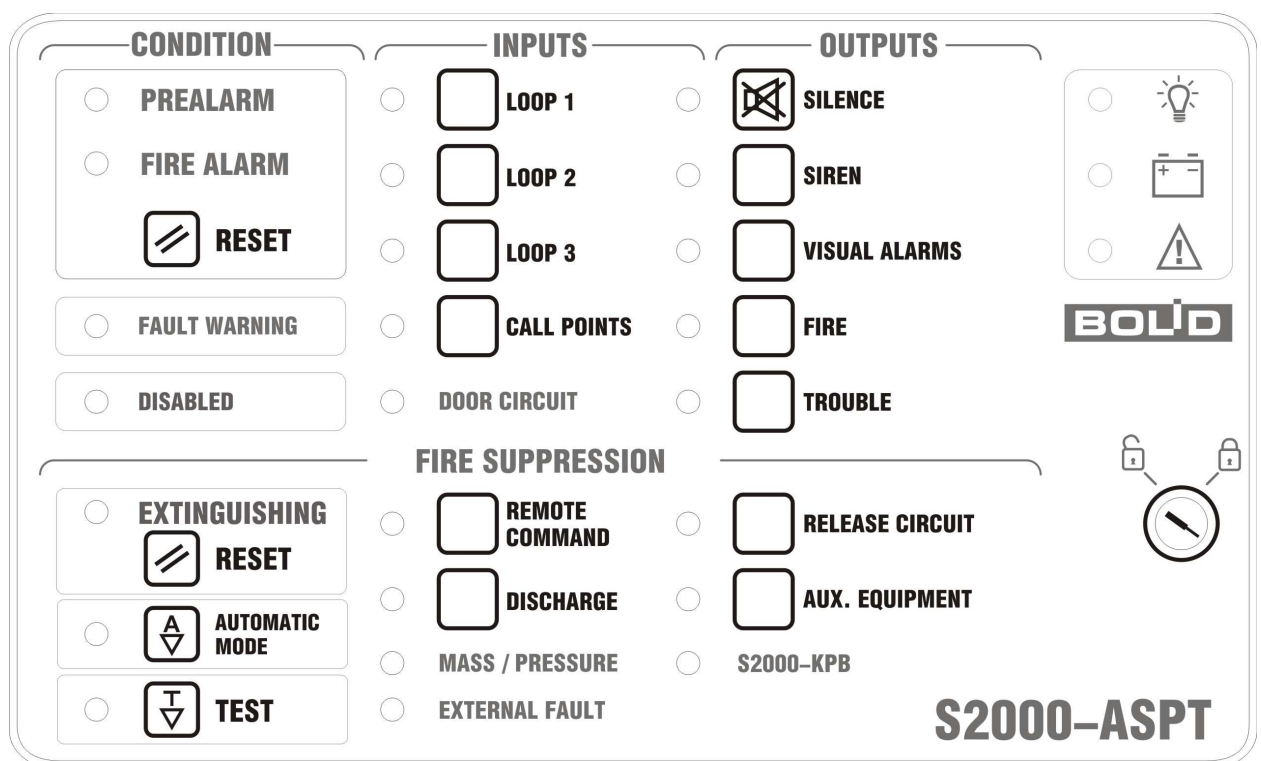 CONDITION
PREALARM
FIRE ALARM
RESET
FAULT WARNING
DISABLED
INPUTS
LOOP 1
LOOP 2
LOOP 3
CALL POINTS
DOOR CIRCUIT
OUTPUTS
SILENCE
SIREN
VISUAL ALARMS
FIRE
TROUBLE
+ −
BOLID
FIRE SUPPRESSION
EXTINGUISHING
RESET
A
AUTOMATIC
MODE
T
TEST
REMOTE
COMMAND
DISCHARGE
MASS / PRESSURE
EXTERNAL FAULT
RELEASE CIRCUIT
AUX. EQUIPMENT
S2000–KPB
S2000–ASPT